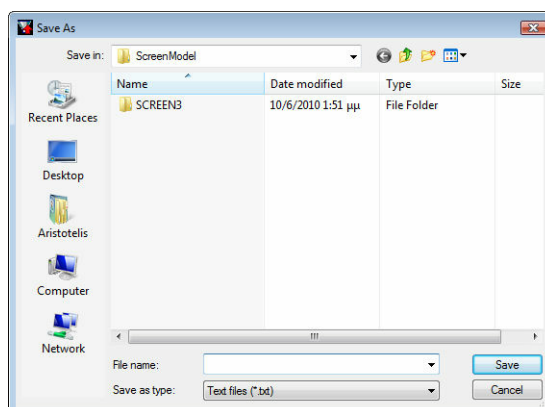 Save As
Save in: ScreenModel
Name Date modified Type Size
SCREEN3 10/6/2010 1:51 μμ File Folder
Recent Places
Desktop
Aristotelis
Computer
Network
File name: Save
Save as type: Text files (*.txt) Cancel